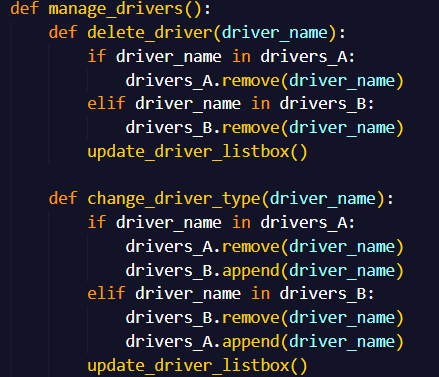 def manage_drivers():
    def delete_driver(driver_name):
        if driver_name in drivers_A:
            drivers_A.remove(driver_name)
        elif driver_name in drivers_B:
            drivers_B.remove(driver_name)
        update_driver_listbox()

    def change_driver_type(driver_name):
        if driver_name in drivers_A:
            drivers_A.remove(driver_name)
            drivers_B.append(driver_name)
        elif driver_name in drivers_B:
            drivers_B.remove(driver_name)
            drivers_A.append(driver_name)
        update_driver_listbox()